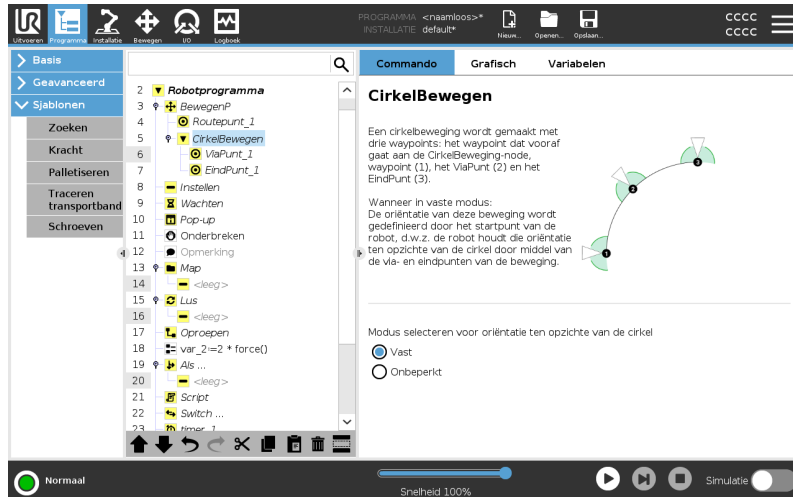 UR
PROGRAMMA <naamloos>*
INSTALLATIE default*
Uitvoeren Programma Installatie Bewegen I/O Logboek
Nieuw... Openen... Opslaan...
CCCC
CCCC
Basis
Geavanceerd
Sjablonen
Zoeken
Kracht
Palletiseren
Traceren
transportband
Schroeven
2 Robotprogramma
3 BewegenP
4 Routepunt_1
5 CirkelBewegen
6 ViaPunt_1
7 EindPunt_1
8 Instellen
9 Wachten
10 Pop-up
11 Onderbreken
12 Opmerking
13 Map
14 <leeg>
15 Lus
16 <leeg>
17 Oproepen
18 var_2≔2 * force()
19 Als ...
20 <leeg>
21 Script
22 Switch ...
23 timer_1
Commando Grafisch Variabelen
CirkelBewegen
Een cirkelbeweging wordt gemaakt met
drie waypoints: het waypoint dat vooraf
gaat aan de CirkelBeweging-node,
waypoint (1), het ViaPunt (2) en het
EindPunt (3).
Wanneer in vaste modus:
De oriëntatie van deze beweging wordt
gedefinieerd door het startpunt van de
robot, d.w.z. de robot houdt die oriëntatie
ten opzichte van de cirkel door middel van
de via- en eindpunten van de beweging.
3
2
1
Modus selecteren voor oriëntatie ten opzichte van de cirkel
Vast
Onbeperkt
Normaal
Snelheid 100%
Simulatie